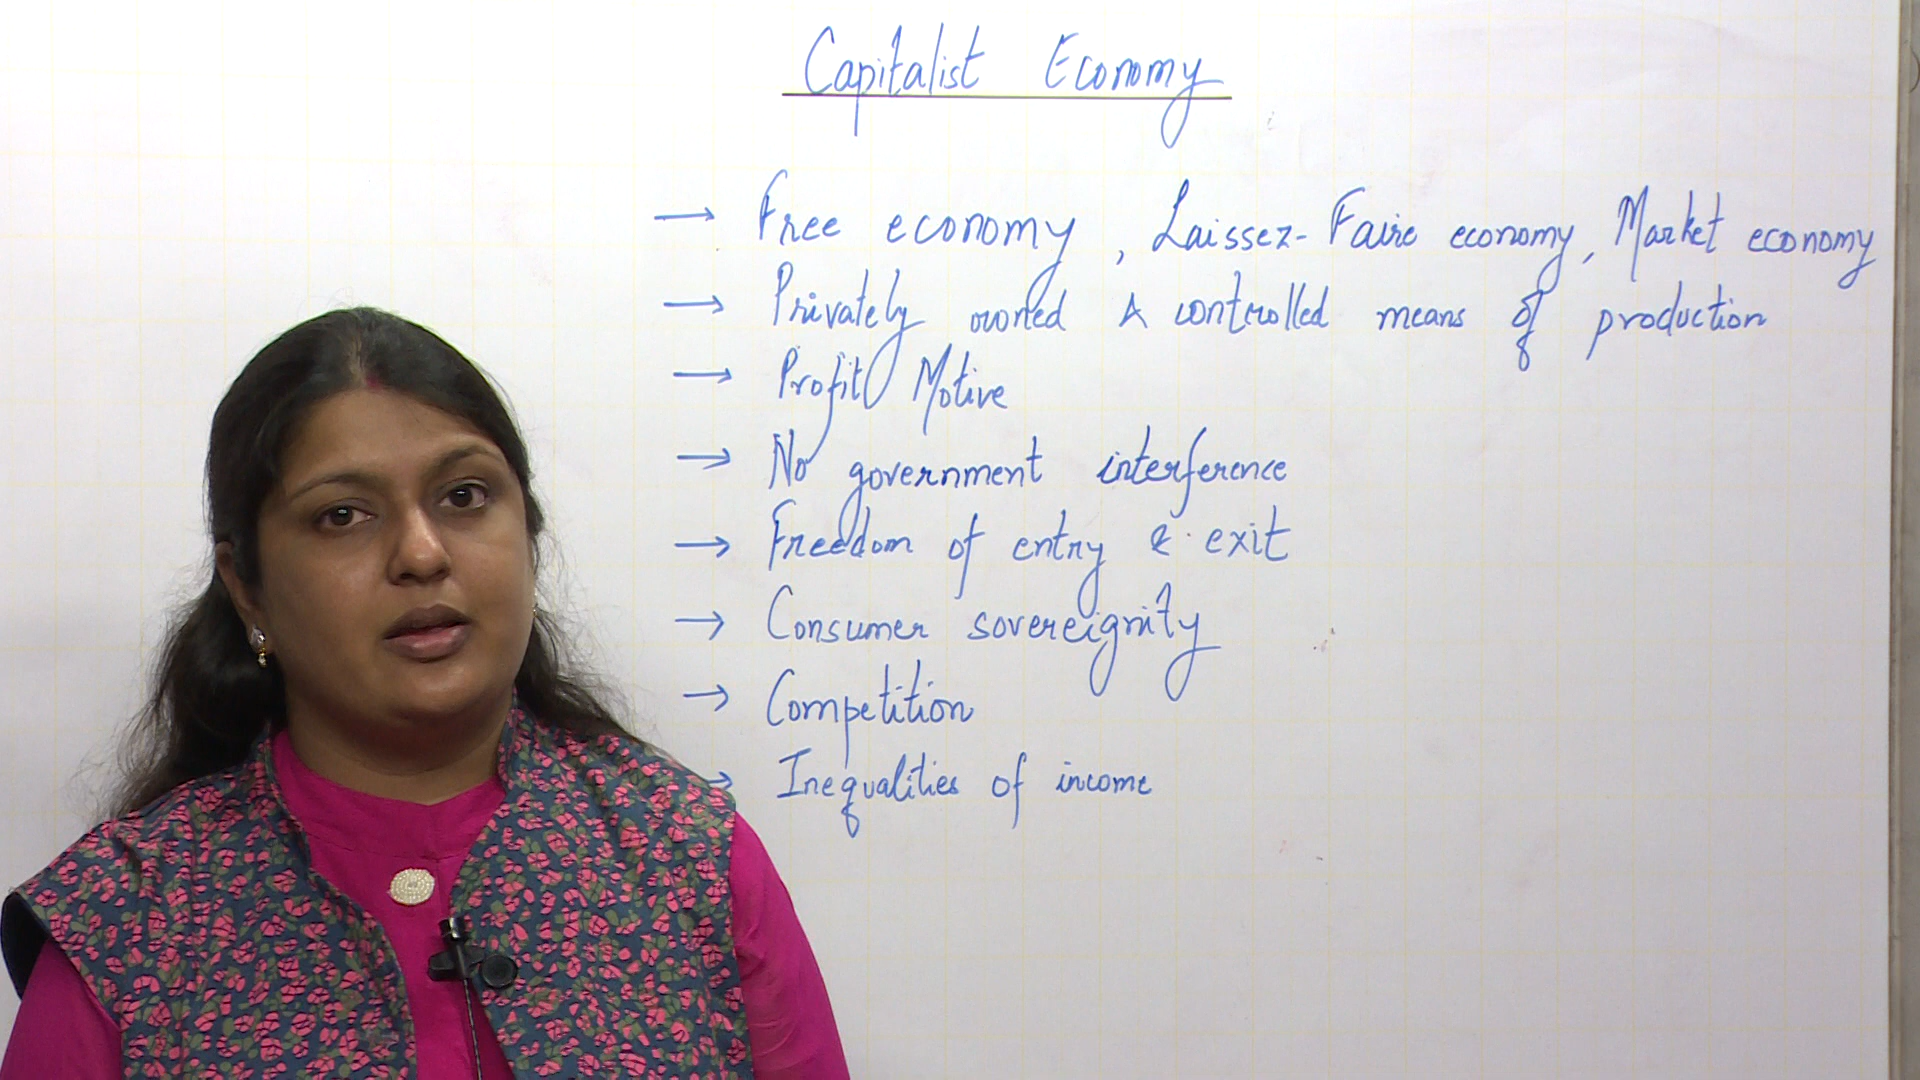 Capitalist Economy
→ Free economy, Laissez-Faire economy, Market economy
→ Privately owned & controlled means of production
→ Profit Motive
→ No government interference
→ Freedom of entry & exit
→ Consumer sovereignity
→ Competition
→ Inequalities of income